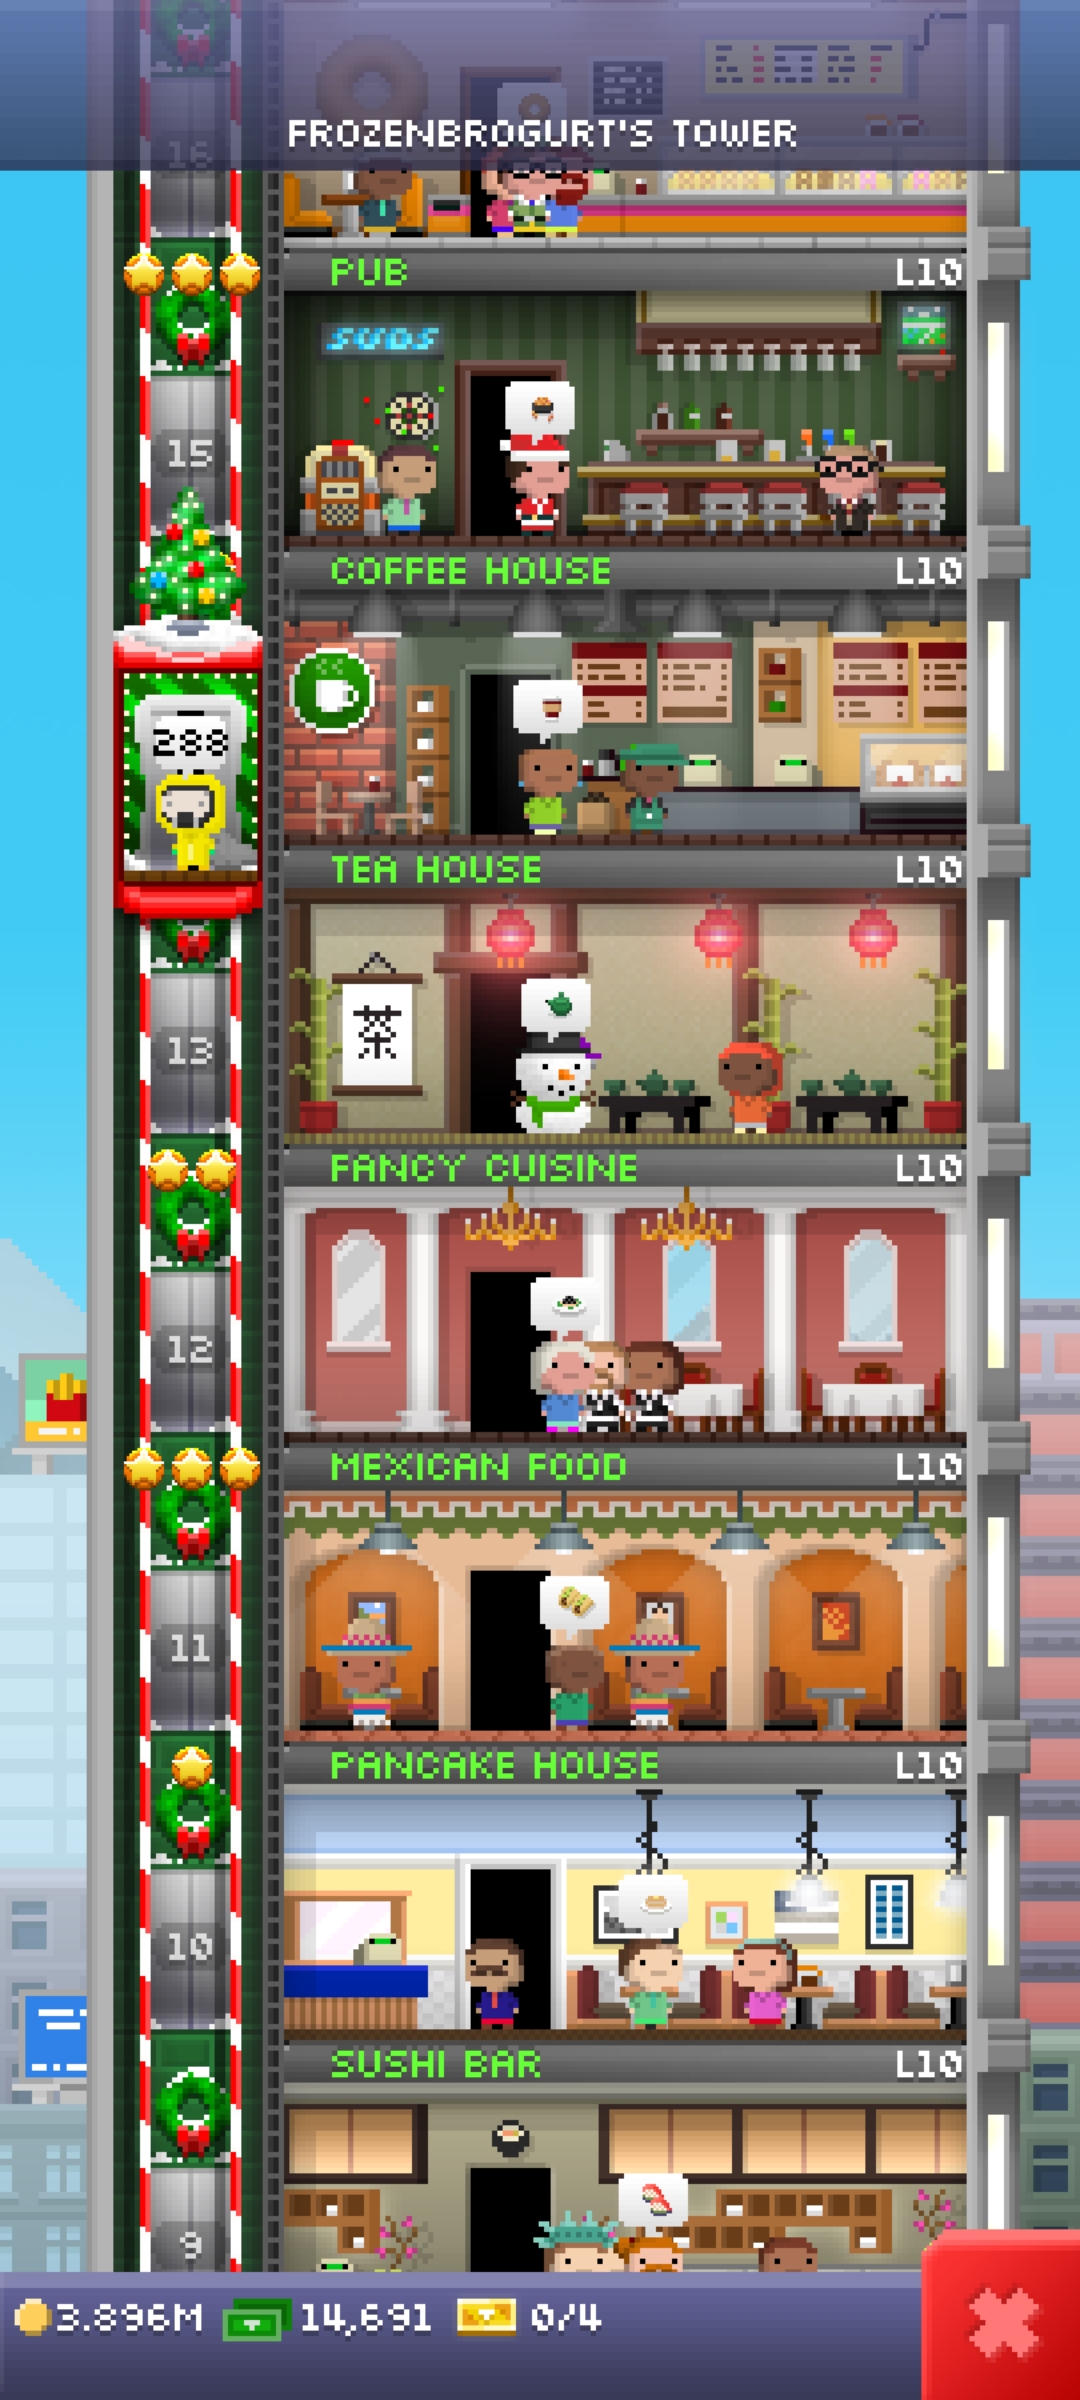 FROZENBROGURT'S TOWER
16
PUB L10
SUDS
15
COFFEE HOUSE L10
288
TEA HOUSE L10
茶
13
FANCY CUISINE L10
12
MEXICAN FOOD L10
11
PANCAKE HOUSE L10
10
SUSHI BAR L10
9
3.896M 14,691 0/4